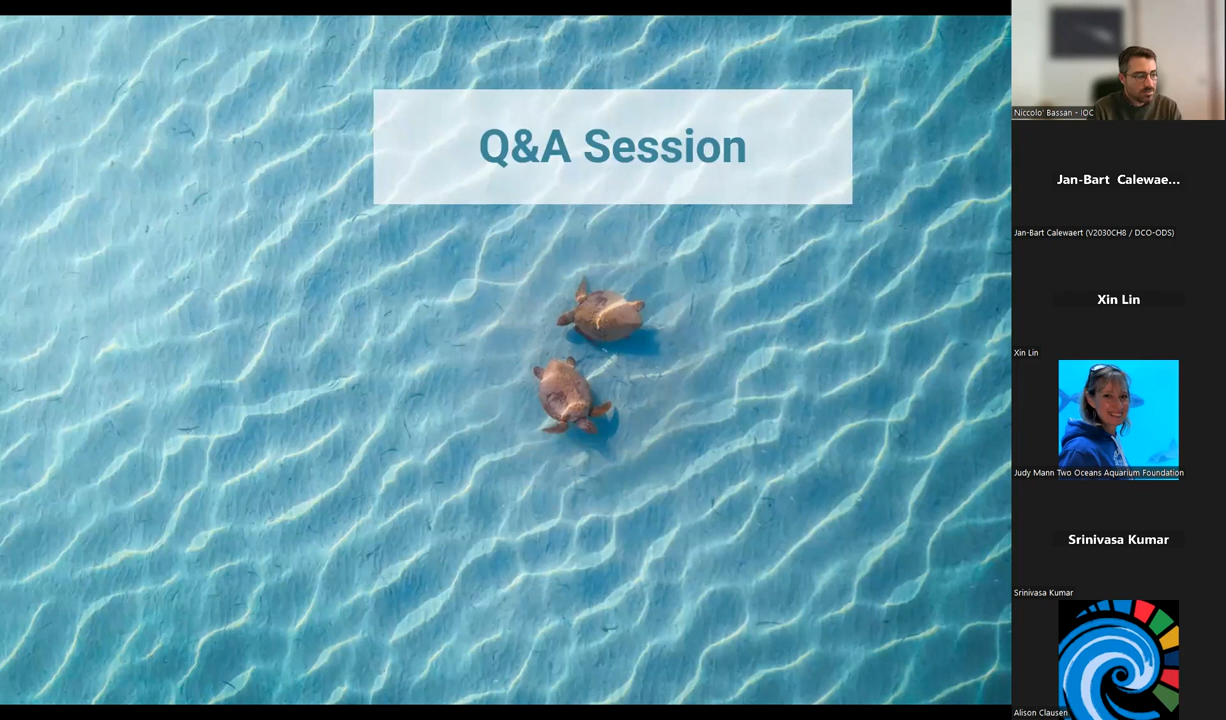 Q&A Session
Niccolo' Bassan - IOC
Jan-Bart Calewae...
Jan-Bart Calewaert (V2030CH8 / DCO-ODS)
Xin Lin
Xin Lin
Judy Mann Two Oceans Aquarium Foundation
Srinivasa Kumar
Srinivasa Kumar
Alison Clausen